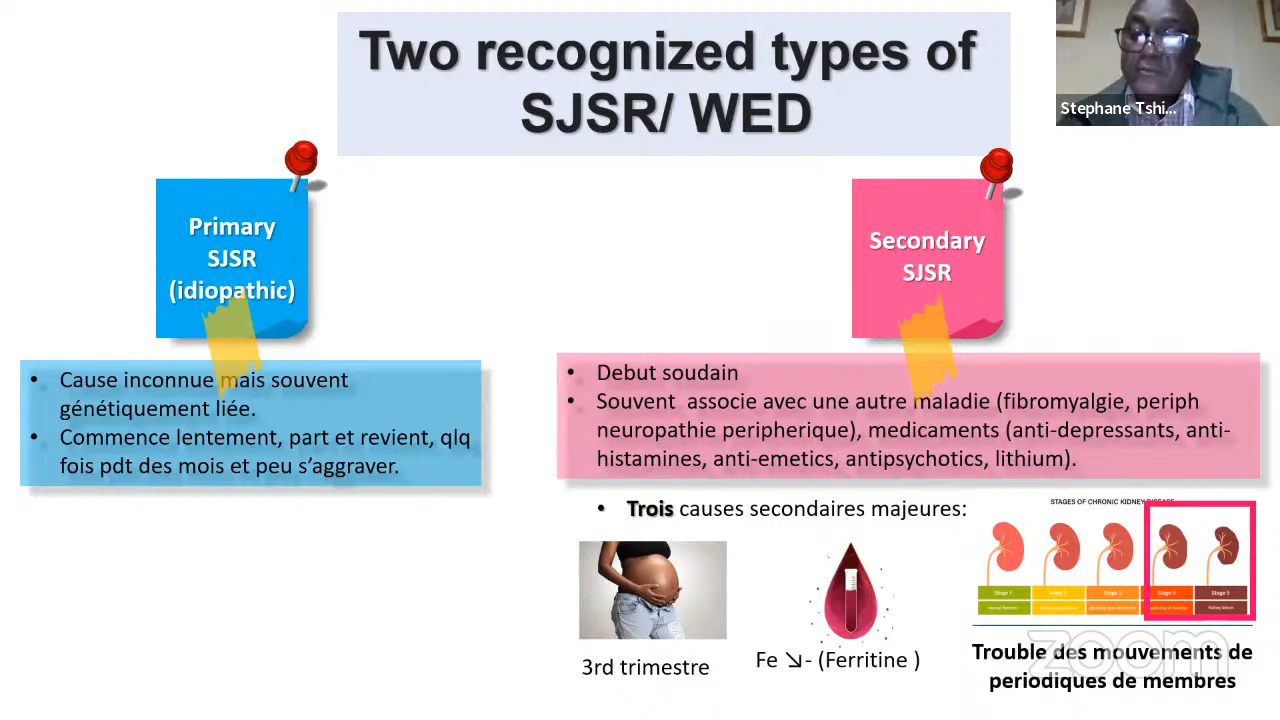 Two recognized types of
SJSR/ WED
Stephane Tshi...
Primary
SJSR
(idiopathic)
Secondary
SJSR
• Cause inconnue mais souvent
génétiquement liée.
• Commence lentement, part et revient, qlq
fois pdt des mois et peu s’aggraver.
• Debut soudain
• Souvent associe avec une autre maladie (fibromyalgie, periph
neuropathie peripherique), medicaments (anti-depressants, anti-
histamines, anti-emetics, antipsychotics, lithium).
• Trois causes secondaires majeures:
STAGES OF CHRONIC KIDNEY DISEASE
Stage 1
Stage 2
Stage 3
Stage 4
Stage 5
3rd trimestre
Fe ↘- (Ferritine )
Trouble des mouvements de
periodiques de membres
zoom